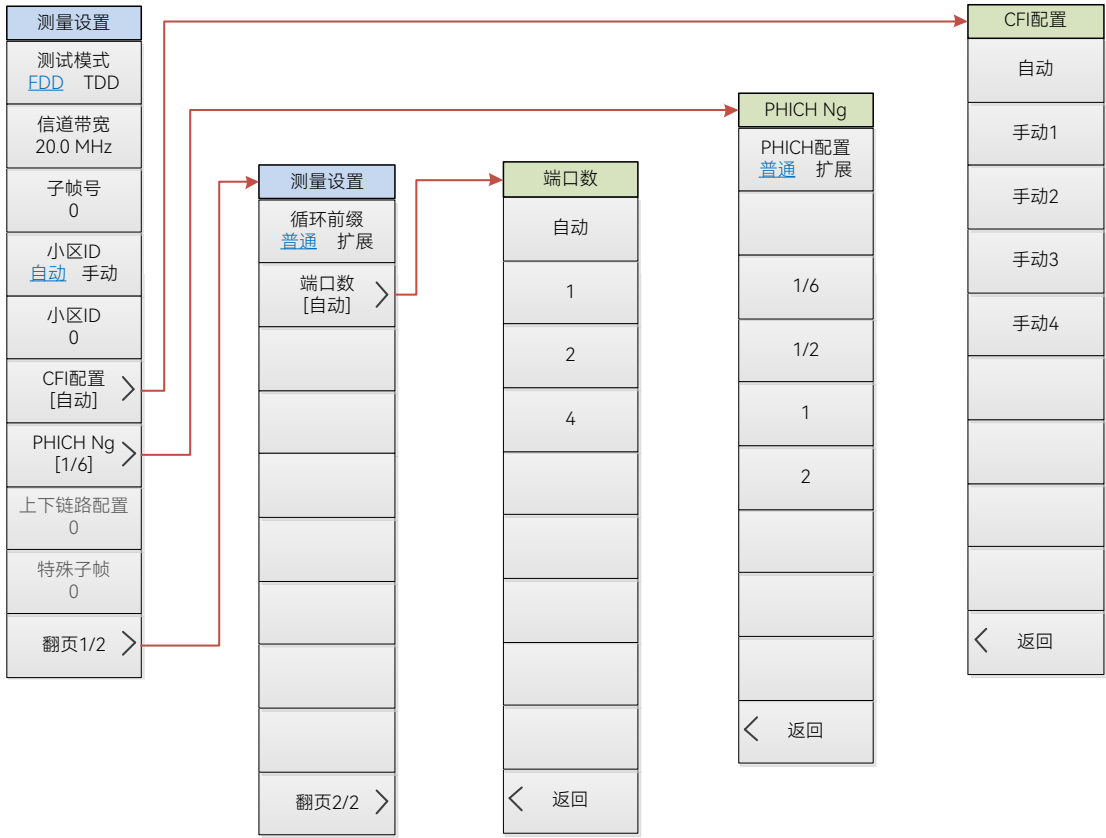 测量设置
测试模式
FDD TDD
信道带宽
20.0 MHz
子帧号
0
小区ID
自动 手动
小区ID
0
CFI配置
[自动]
PHICH Ng
[1/6]
上下链路配置
0
特殊子帧
0
翻页1/2
测量设置
循环前缀
普通 扩展
端口数
[自动]
翻页2/2
端口数
自动
1
2
4
返回
PHICH Ng
PHICH配置
普通 扩展
1/6
1/2
1
2
返回
CFI配置
自动
手动1
手动2
手动3
手动4
返回